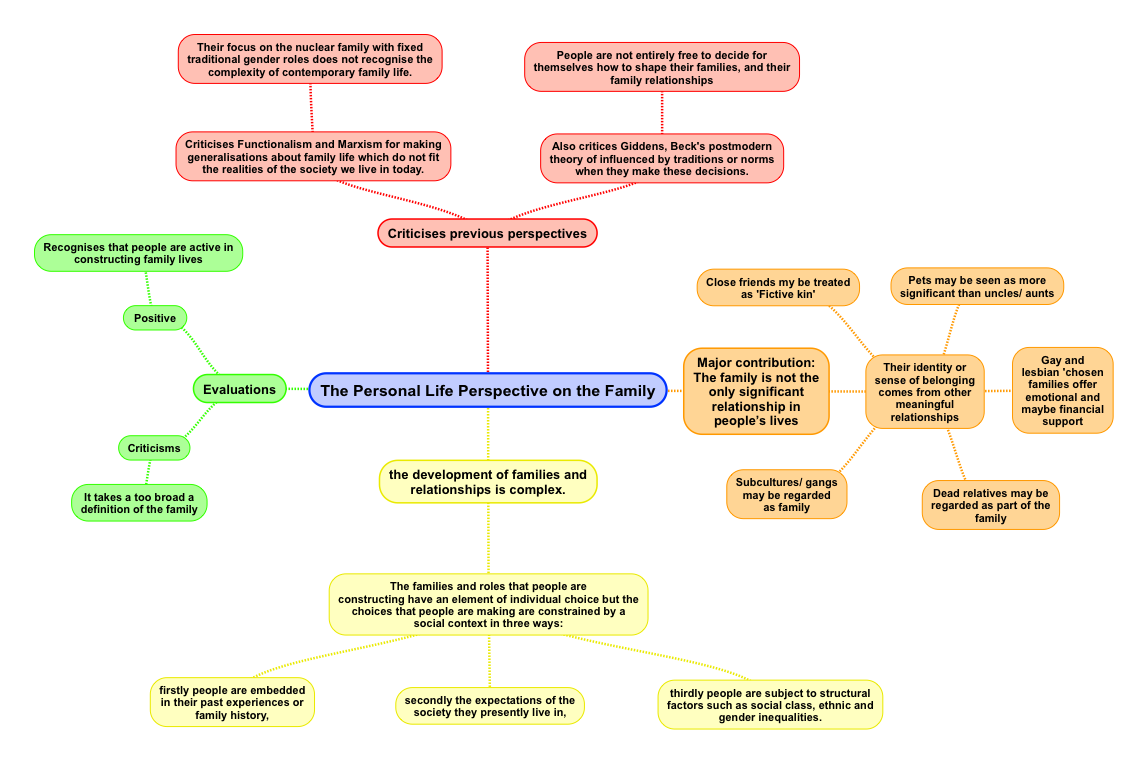 Their focus on the nuclear family with fixed
traditional gender roles does not recognise the
complexity of contemporary family life.
People are not entirely free to decide for
themselves how to shape their families, and their
family relationships
Criticises Functionalism and Marxism for making
generalisations about family life which do not fit
the realities of the society we live in today.
Also critices Giddens, Beck's postmodern
theory of influenced by traditions or norms
when they make these decisions.
Criticises previous perspectives
Recognises that people are active in
constructing family lives
Positive
Evaluations
Criticisms
It takes a too broad a
definition of the family
The Personal Life Perspective on the Family
Major contribution:
The family is not the
only significant
relationship in
people's lives
Close friends my be treated
as 'Fictive kin'
Pets may be seen as more
significant than uncles/ aunts
Their identity or
sense of belonging
comes from other
meaningful
relationships
Gay and
lesbian 'chosen
families offer
emotional and
maybe financial
support
Subcultures/ gangs
may be regarded
as family
Dead relatives may be
regarded as part of the
family
the development of families and
relationships is complex.
The families and roles that people are
constructing have an element of individual choice but the
choices that people are making are constrained by a
social context in three ways:
firstly people are embedded
in their past experiences or
family history,
secondly the expectations of the
society they presently live in,
thirdly people are subject to structural
factors such as social class, ethnic and
gender inequalities.